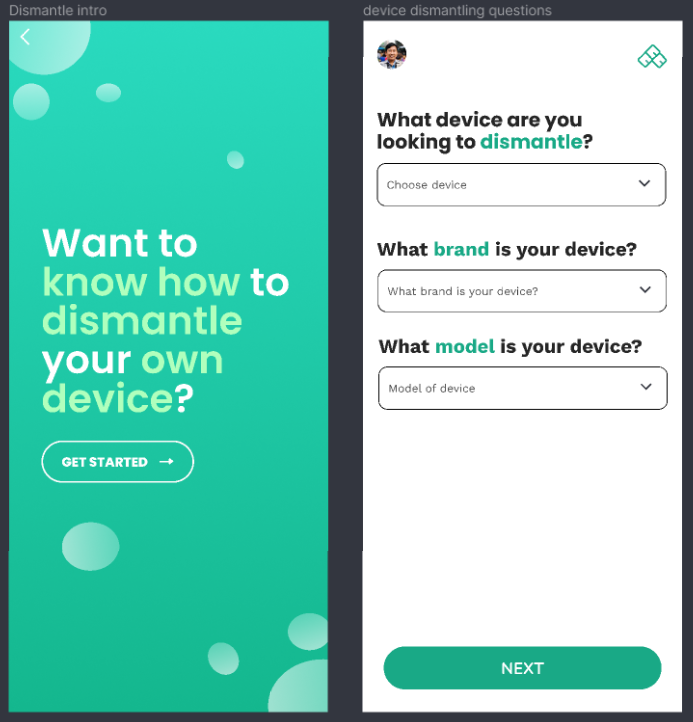 Dismantle intro
Want to
know how to
dismantle
your own
device?
GET STARTED
device dismantling questions
What device are you
looking to dismantle?
Choose device
What brand is your device?
What brand is your device?
What model is your device?
Model of device
NEXT